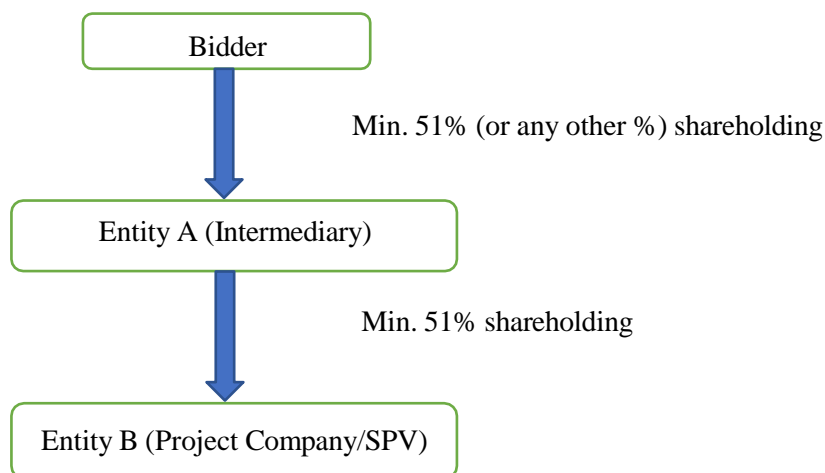 Bidder
Min. 51% (or any other %) shareholding
Entity A (Intermediary)
Min. 51% shareholding
Entity B (Project Company/SPV)